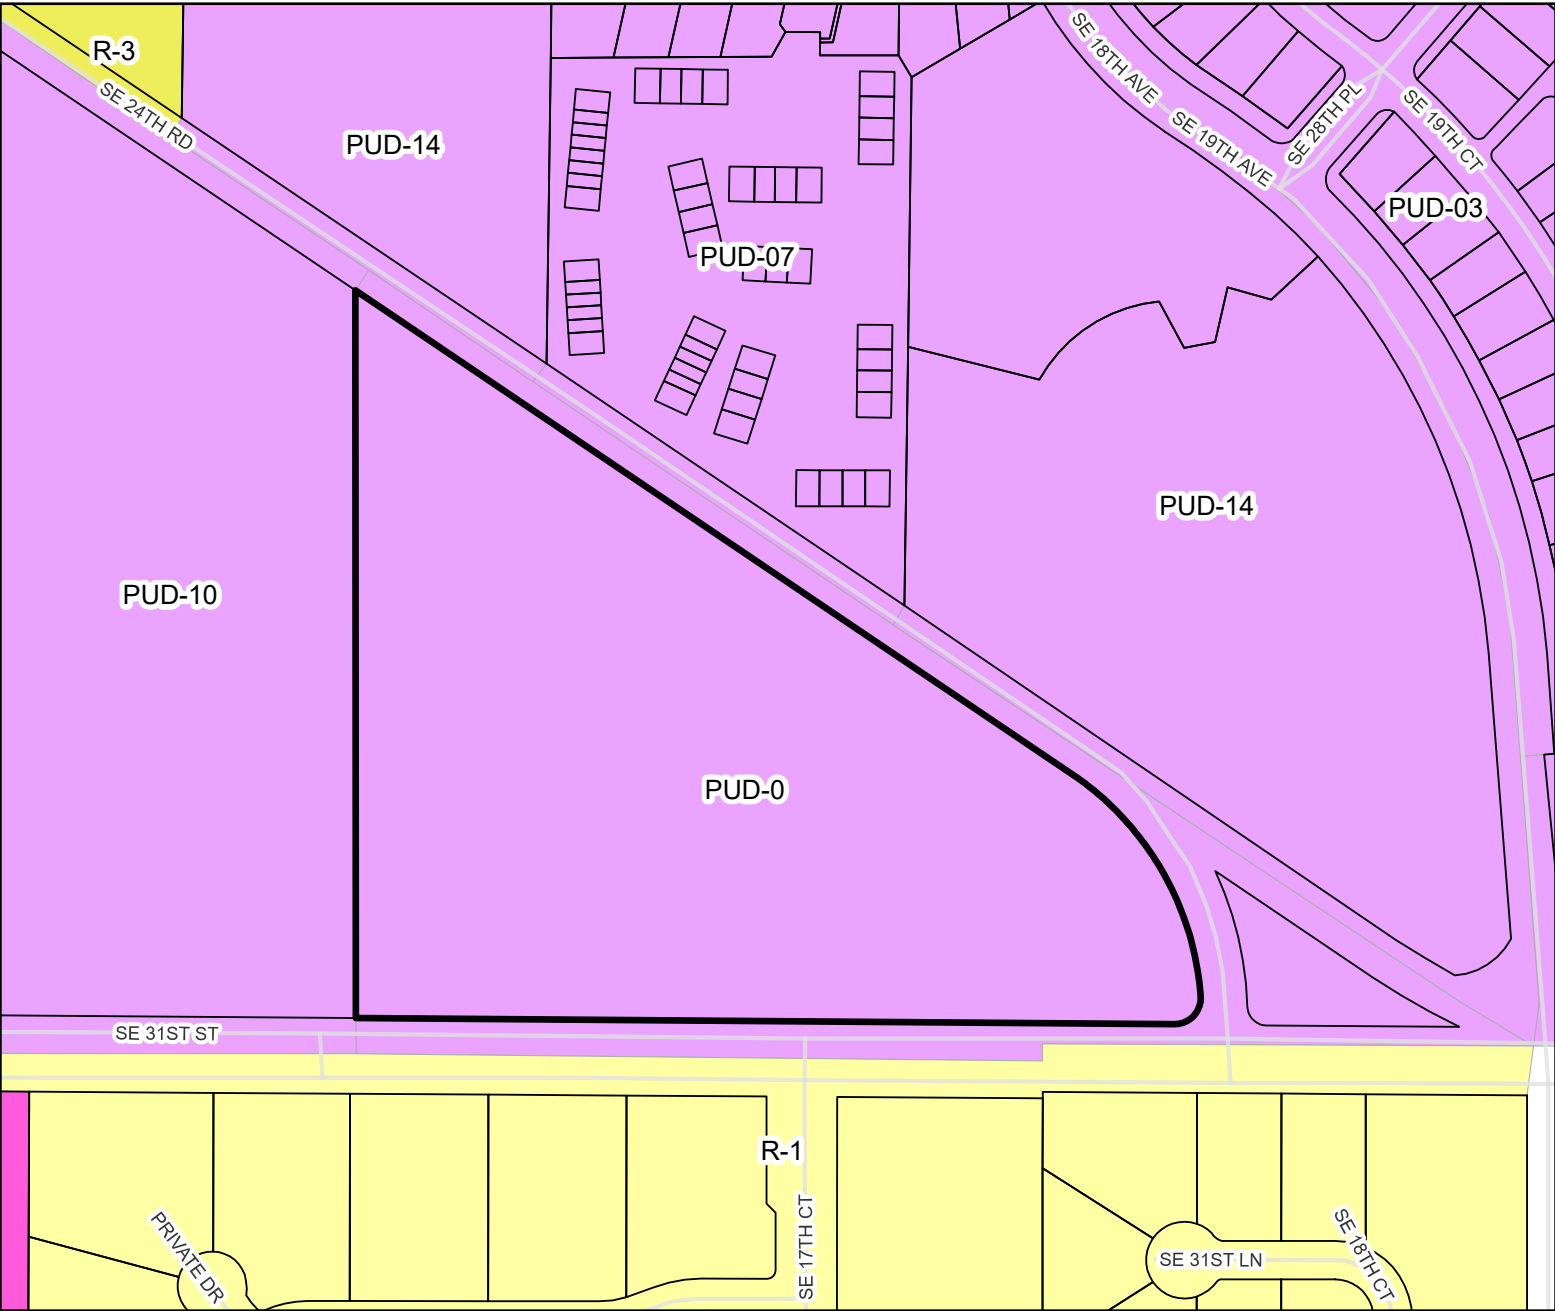 R-3
SE 24TH RD
PUD-14
SE 18TH AVE
SE 19TH AVE
SE 28TH PL
SE 19TH CT
PUD-03
PUD-07
PUD-14
PUD-10
PUD-0
SE 31ST ST
R-1
PRIVATE DR
SE 17TH CT
SE 31ST LN
SE 18TH CT